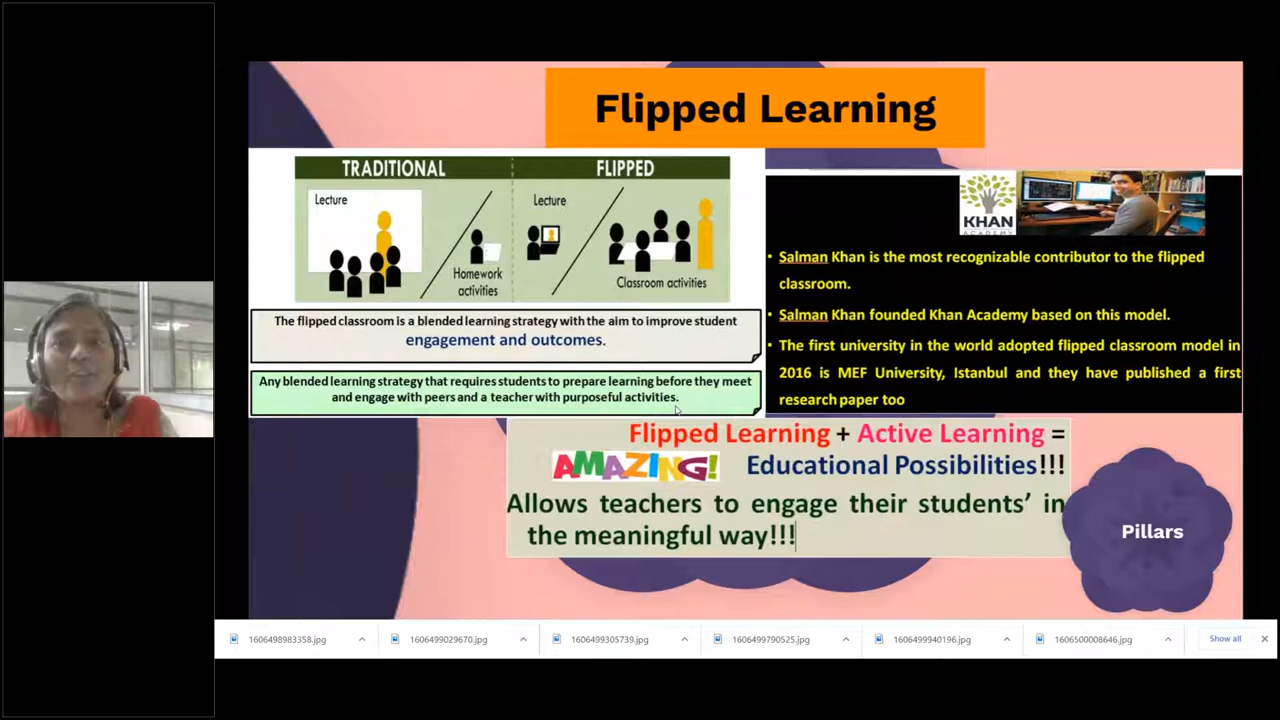 Flipped Learning
TRADITIONAL
FLIPPED
Lecture
Homework
activities
Lecture
Classroom activities
The flipped classroom is a blended learning strategy with the aim to improve student
engagement and outcomes.
Any blended learning strategy that requires students to prepare learning before they meet
and engage with peers and a teacher with purposeful activities.
KHAN
ACADEMY
• Salman Khan is the most recognizable contributor to the flipped
classroom.
• Salman Khan founded Khan Academy based on this model.
• The first university in the world adopted flipped classroom model in
2016 is MEF University, Istanbul and they have published a first
research paper too
Flipped Learning + Active Learning =
AMAZING! Educational Possibilities!!!
Allows teachers to engage their students’ in
the meaningful way!!!
Pillars
1606498983358.jpg
1606499029670.jpg
1606499305739.jpg
1606499790525.jpg
1606499940196.jpg
1606500008646.jpg
Show all